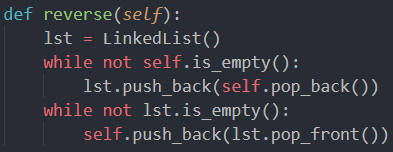 def reverse(self):
    lst = LinkedList()
    while not self.is_empty():
        lst.push_back(self.pop_back())
    while not lst.is_empty():
        self.push_back(lst.pop_front())